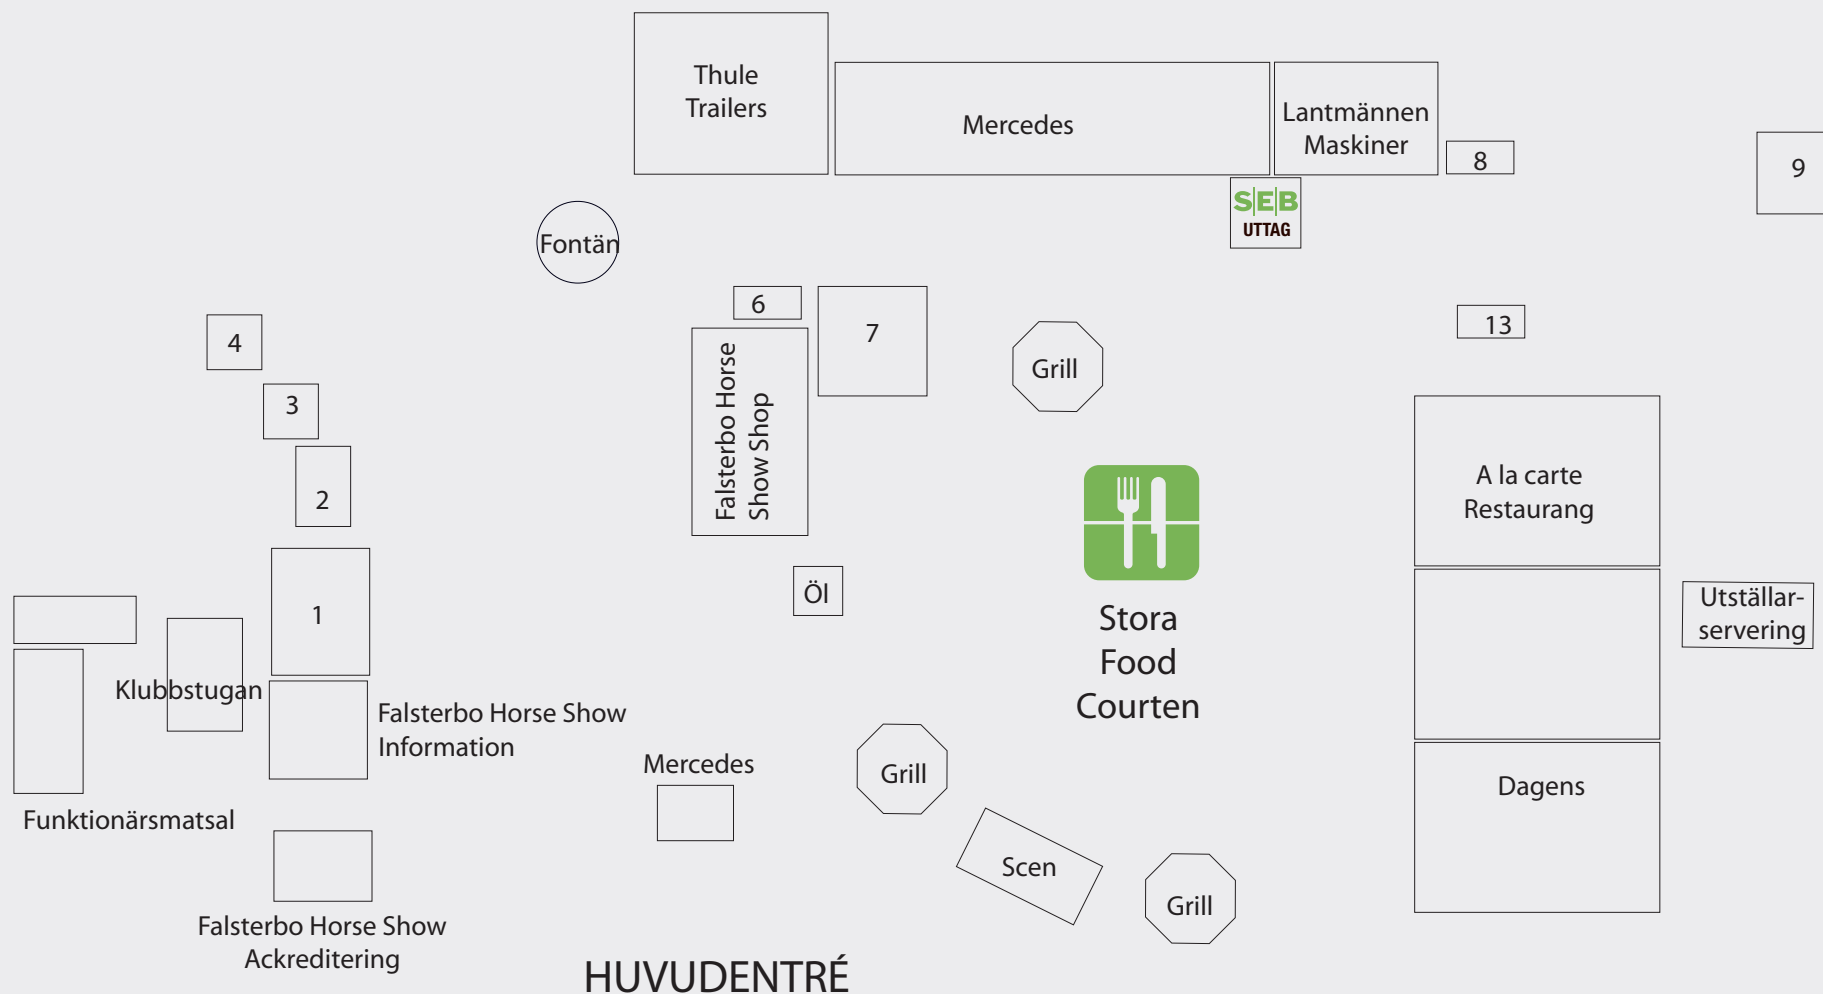 Thule
Trailers
Mercedes
Lantmännen
Maskiner
8
9
SEB
UTTAG
Fontän
6
7
13
4
Grill
3
Falsterbo Horse
Show Shop
2
A la carte
Restaurang
Öl
1
Stora
Food
Courten
Utställar-
servering
Klubbstugan
Falsterbo Horse Show
Information
Mercedes
Grill
Dagens
Funktionärsmatsal
Scen
Grill
Falsterbo Horse Show
Ackreditering
HUVUDENTRÉ